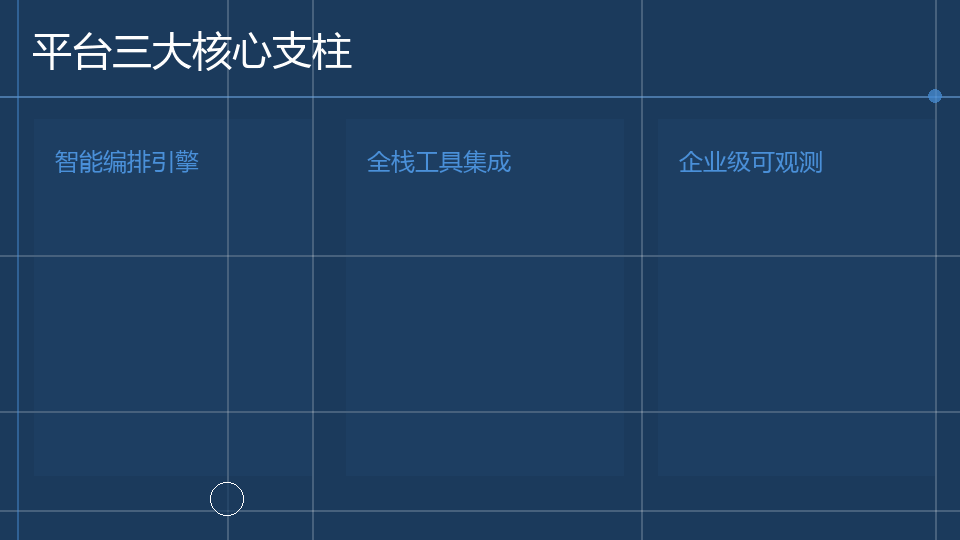 平台三大核心支柱
智能编排引擎
全栈工具集成
企业级可观测